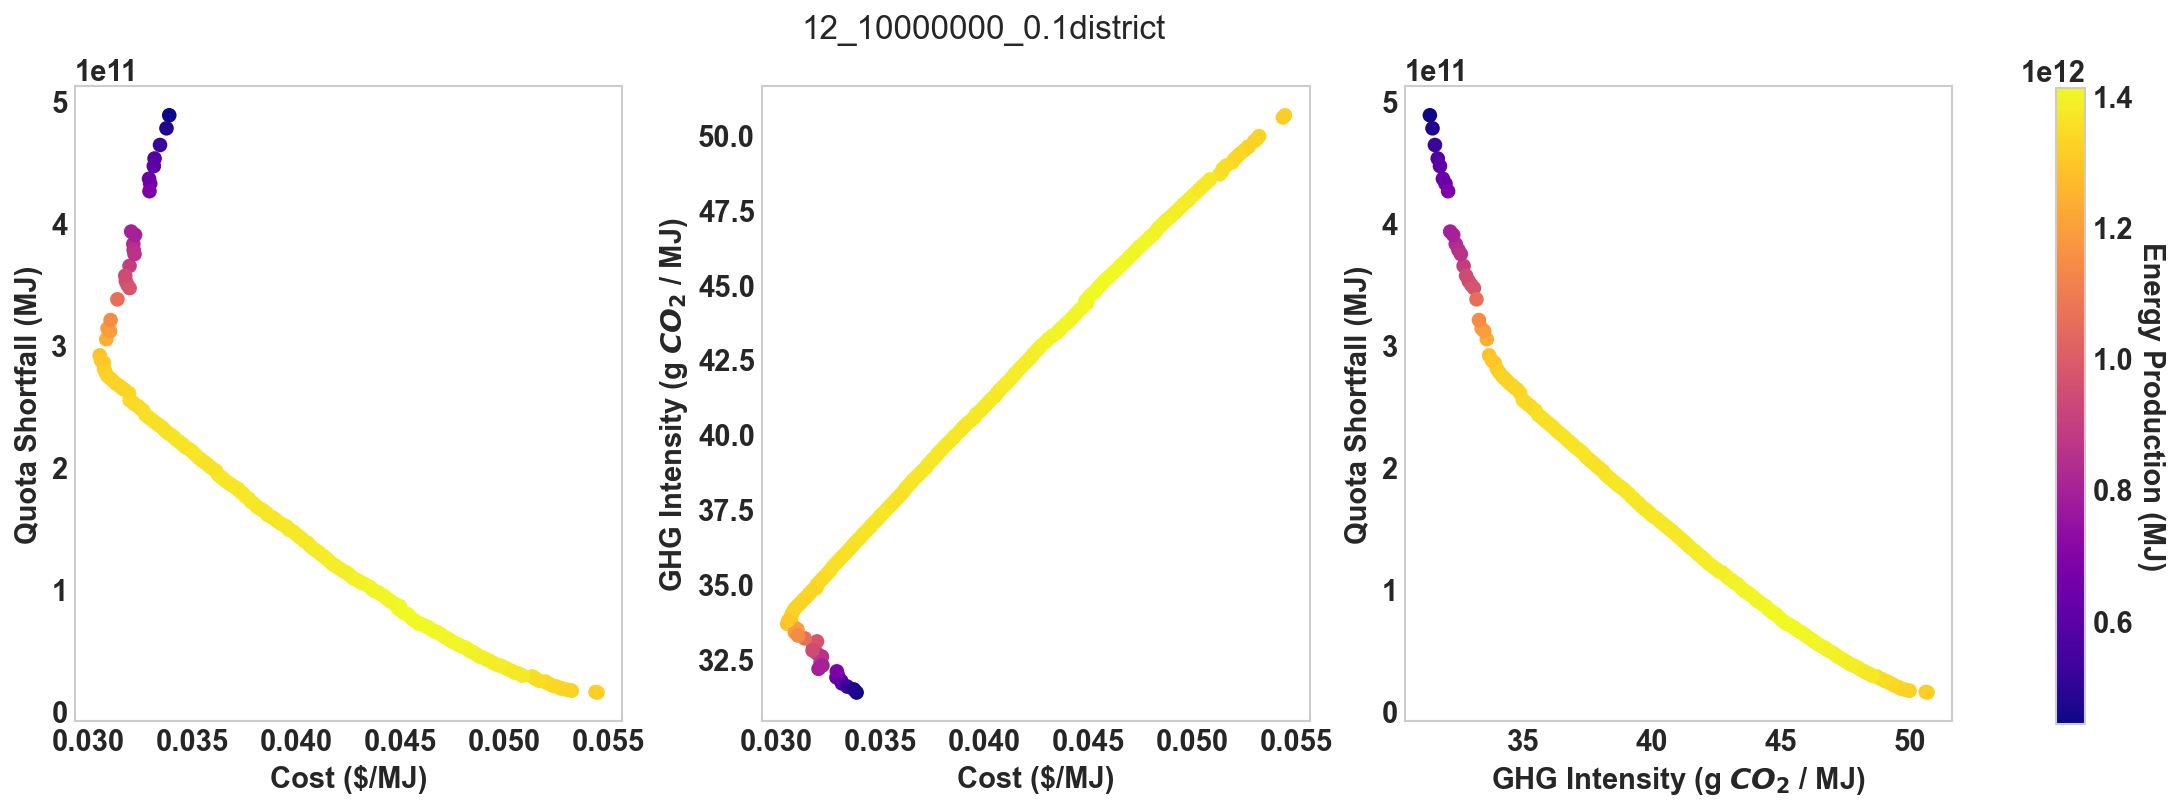 12_10000000_0.1district
1e11
5
4
3
2
1
0
Quota Shortfall (MJ)
0.030 0.035 0.040 0.045 0.050 0.055
Cost ($/MJ)
50.0
47.5
45.0
42.5
40.0
37.5
35.0
32.5
GHG Intensity (g CO₂ / MJ)
0.030 0.035 0.040 0.045 0.050 0.055
Cost ($/MJ)
1e11
5
4
3
2
1
0
Quota Shortfall (MJ)
35 40 45 50
GHG Intensity (g CO₂ / MJ)
1e12
1.4
1.2
1.0
0.8
0.6
Energy Production (MJ)